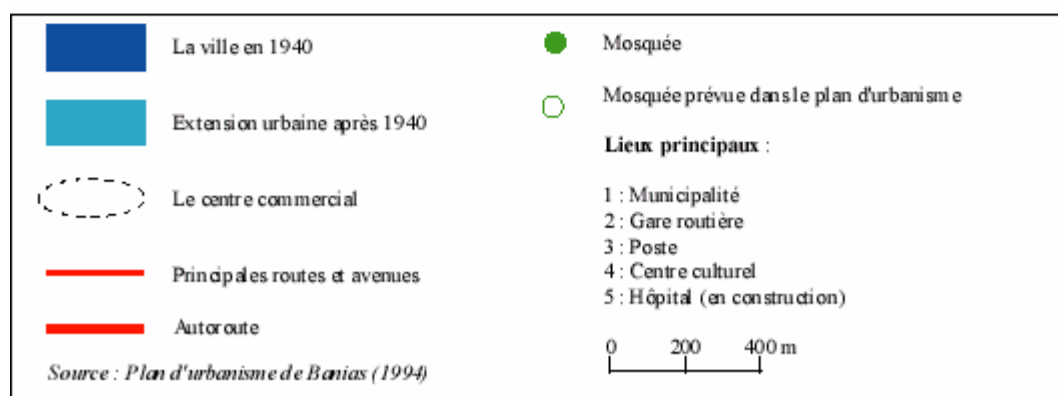 La ville en 1940
Extension urbaine après 1940
Le centre commercial
Principales routes et avenues
Autoroute
Source : Plan d'urbanisme de Banias (1994)
Mosquée
Mosquée prévue dans le plan d'urbanisme
Lieux principaux :
1 : Municipalité
2 : Gare routière
3 : Poste
4 : Centre culturel
5 : Hôpital (en construction)
0 200 400 m